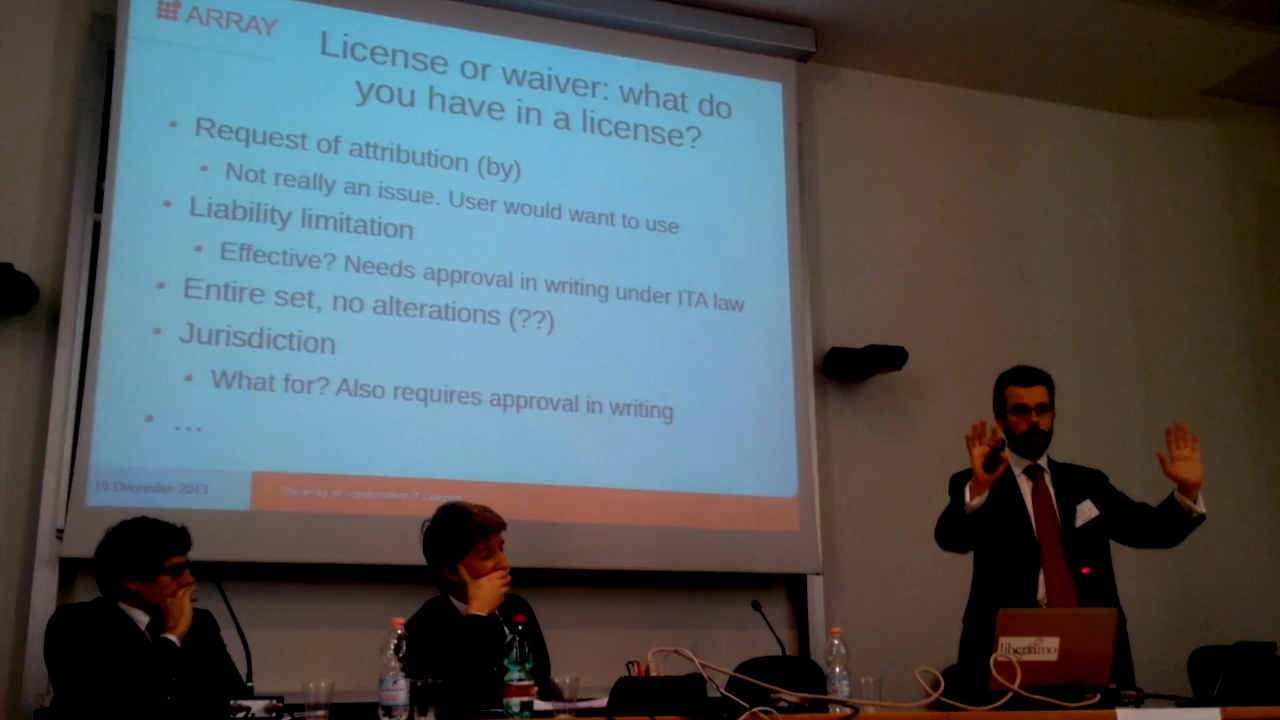 ARRAY
License or waiver: what do
you have in a license?
Request of attribution (by)
Not really an issue. User would want to use
Liability limitation
Effective? Needs approval in writing under ITA law
Entire set, no alterations (??)
Jurisdiction
What for? Also requires approval in writing
...
19 December 2013
The array of Independent IT Lawyers
libertiamo